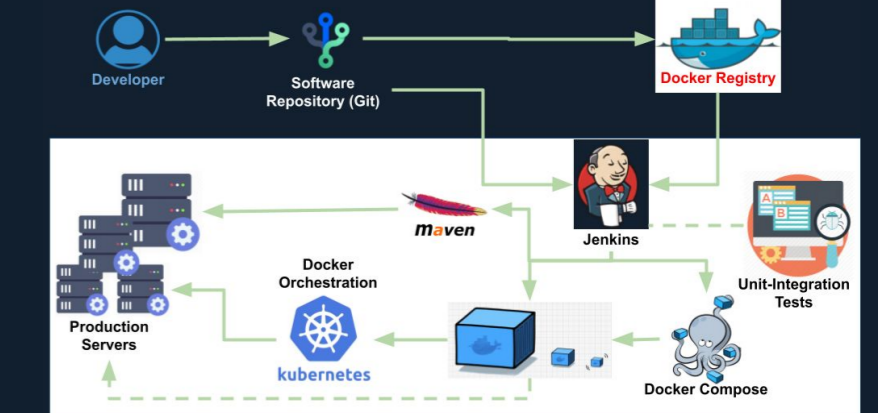 Developer
Software
Repository (Git)
Docker Registry
Jenkins
A
B
Unit-Integration
Tests
maven
Docker
Orchestration
kubernetes
Production
Servers
Docker Compose